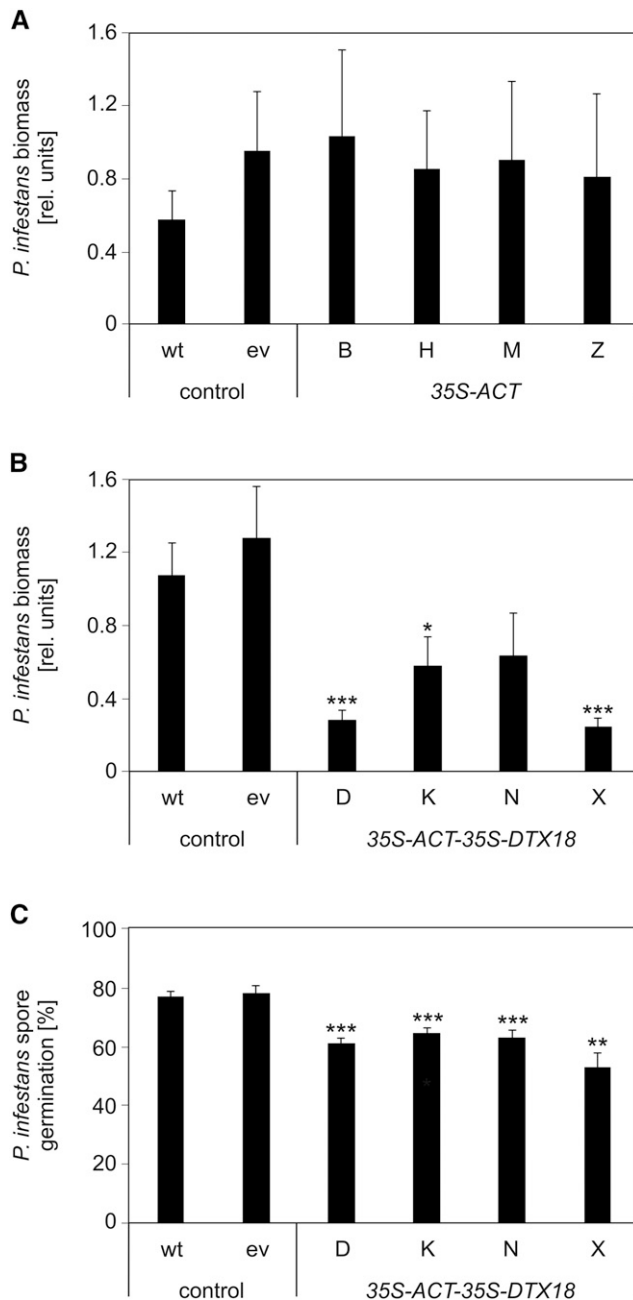 A
P. infestans biomass
[rel. units]
1.6
1.2
0.8
0.4
0
wt ev B H M Z
control 35S-ACT
B
P. infestans biomass
[rel. units]
1.6
1.2
0.8
0.4
0
*** * ***
wt ev D K N X
control 35S-ACT-35S-DTX18
C
P. infestans spore
germination [%]
100
80
60
40
20
0
*** *** *** **
*
wt ev D K N X
control 35S-ACT-35S-DTX18